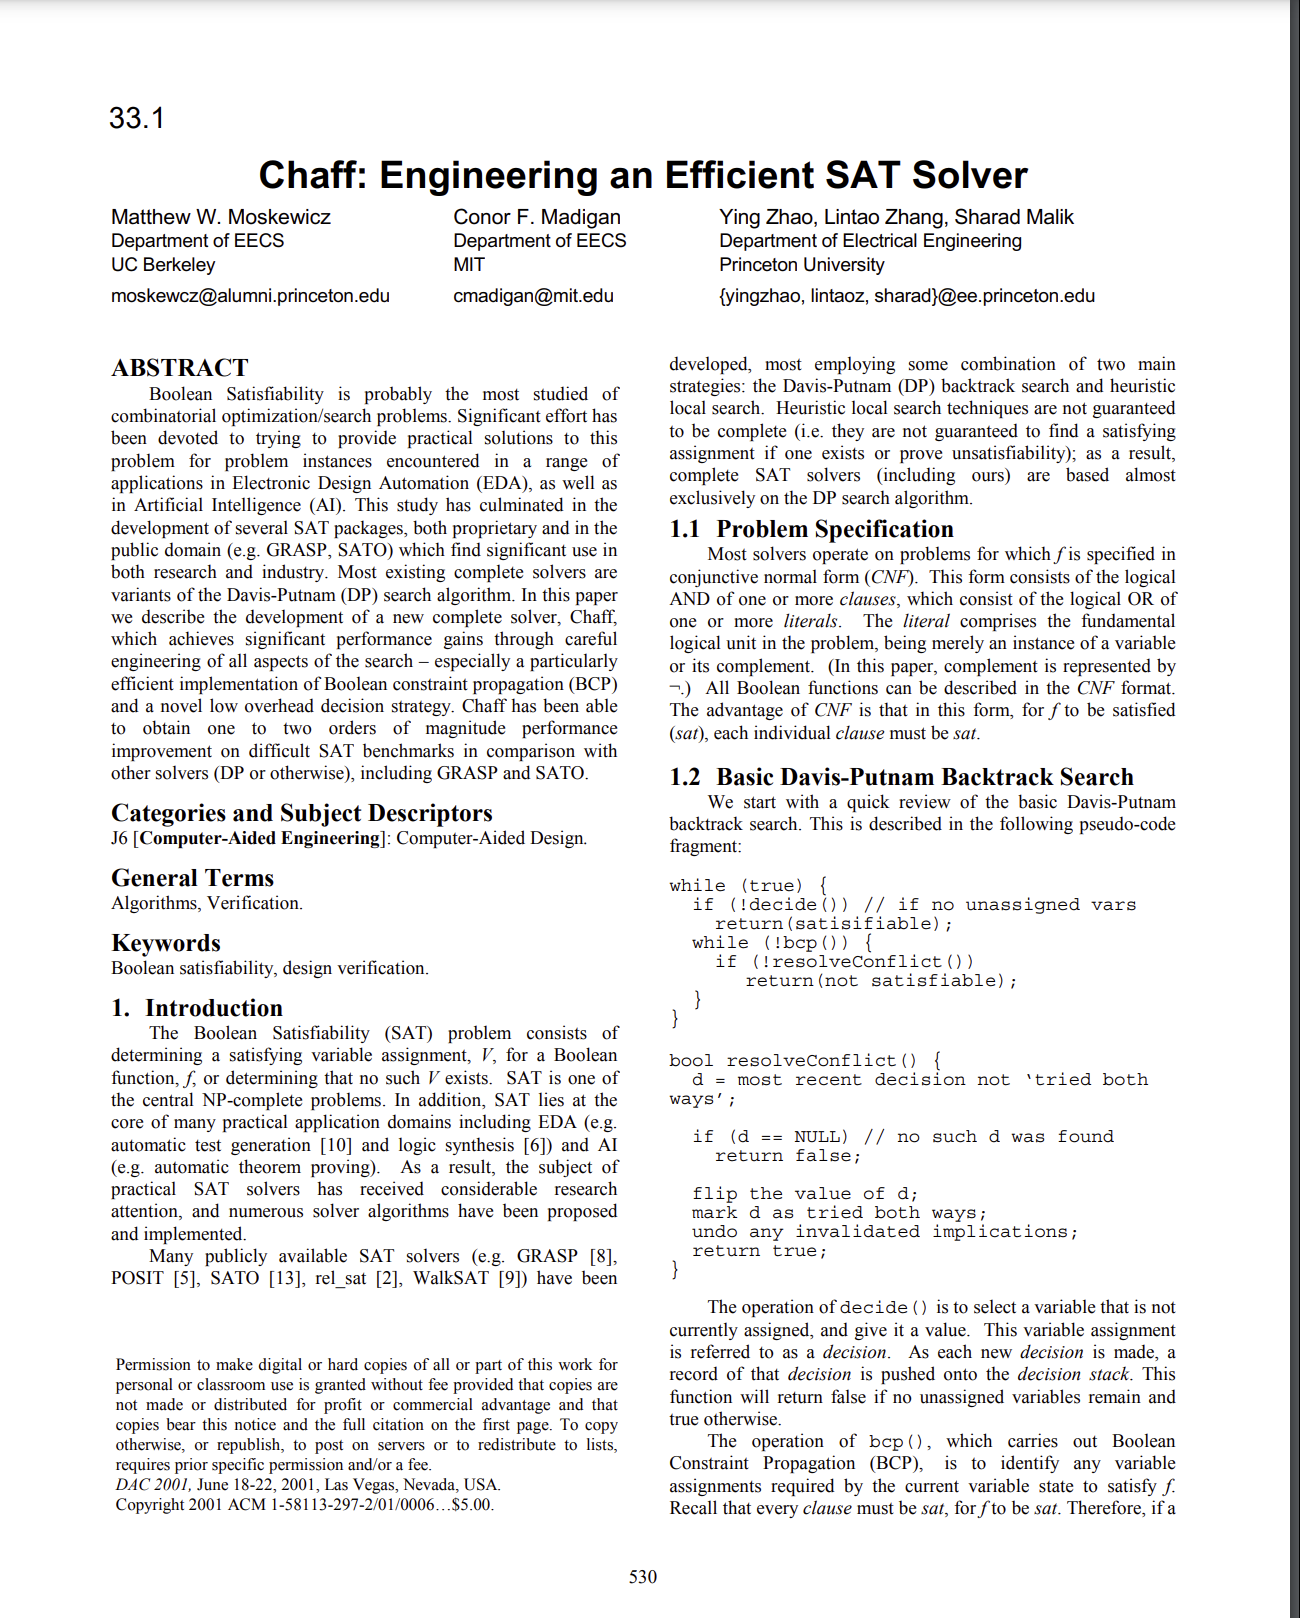 33.1
Chaff: Engineering an Efficient SAT Solver
Matthew W. Moskewicz
Department of EECS
UC Berkeley
moskewcz@alumni.princeton.edu
Conor F. Madigan
Department of EECS
MIT
cmadigan@mit.edu
Ying Zhao, Lintao Zhang, Sharad Malik
Department of Electrical Engineering
Princeton University
{yingzhao, lintaoz, sharad}@ee.princeton.edu
ABSTRACT
Boolean Satisfiability is probably the most studied of
combinatorial optimization/search problems. Significant effort has
been devoted to trying to provide practical solutions to this
problem for problem instances encountered in a range of
applications in Electronic Design Automation (EDA), as well as
in Artificial Intelligence (AI). This study has culminated in the
development of several SAT packages, both proprietary and in the
public domain (e.g. GRASP, SATO) which find significant use in
both research and industry. Most existing complete solvers are
variants of the Davis-Putnam (DP) search algorithm. In this paper
we describe the development of a new complete solver, Chaff,
which achieves significant performance gains through careful
engineering of all aspects of the search – especially a particularly
efficient implementation of Boolean constraint propagation (BCP)
and a novel low overhead decision strategy. Chaff has been able
to obtain one to two orders of magnitude performance
improvement on difficult SAT benchmarks in comparison with
other solvers (DP or otherwise), including GRASP and SATO.
Categories and Subject Descriptors
J6 [Computer-Aided Engineering]: Computer-Aided Design.
General Terms
Algorithms, Verification.
Keywords
Boolean satisfiability, design verification.
1. Introduction
The Boolean Satisfiability (SAT) problem consists of
determining a satisfying variable assignment, V, for a Boolean
function, f, or determining that no such V exists. SAT is one of
the central NP-complete problems. In addition, SAT lies at the
core of many practical application domains including EDA (e.g.
automatic test generation [10] and logic synthesis [6]) and AI
(e.g. automatic theorem proving). As a result, the subject of
practical SAT solvers has received considerable research
attention, and numerous solver algorithms have been proposed
and implemented.
Many publicly available SAT solvers (e.g. GRASP [8],
POSIT [5], SATO [13], rel_sat [2], WalkSAT [9]) have been
Permission to make digital or hard copies of all or part of this work for
personal or classroom use is granted without fee provided that copies are
not made or distributed for profit or commercial advantage and that
copies bear this notice and the full citation on the first page. To copy
otherwise, or republish, to post on servers or to redistribute to lists,
requires prior specific permission and/or a fee.
DAC 2001, June 18-22, 2001, Las Vegas, Nevada, USA.
Copyright 2001 ACM 1-58113-297-2/01/0006…$5.00.
developed, most employing some combination of two main
strategies: the Davis-Putnam (DP) backtrack search and heuristic
local search. Heuristic local search techniques are not guaranteed
to be complete (i.e. they are not guaranteed to find a satisfying
assignment if one exists or prove unsatisfiability); as a result,
complete SAT solvers (including ours) are based almost
exclusively on the DP search algorithm.
1.1 Problem Specification
Most solvers operate on problems for which f is specified in
conjunctive normal form (CNF). This form consists of the logical
AND of one or more clauses, which consist of the logical OR of
one or more literals. The literal comprises the fundamental
logical unit in the problem, being merely an instance of a variable
or its complement. (In this paper, complement is represented by
¬.) All Boolean functions can be described in the CNF format.
The advantage of CNF is that in this form, for f to be satisfied
(sat), each individual clause must be sat.
1.2 Basic Davis-Putnam Backtrack Search
We start with a quick review of the basic Davis-Putnam
backtrack search. This is described in the following pseudo-code
fragment:
while (true) {
if (!decide()) // if no unassigned vars
return(satisifiable);
while (!bcp()) {
if (!resolveConflict())
return(not satisfiable);
}
}
bool resolveConflict() {
d = most recent decision not ‘tried both
ways’;
if (d == NULL) // no such d was found
return false;
flip the value of d;
mark d as tried both ways;
undo any invalidated implications;
return true;
}
The operation of decide() is to select a variable that is not
currently assigned, and give it a value. This variable assignment
is referred to as a decision. As each new decision is made, a
record of that decision is pushed onto the decision stack. This
function will return false if no unassigned variables remain and
true otherwise.
The operation of bcp(), which carries out Boolean
Constraint Propagation (BCP), is to identify any variable
assignments required by the current variable state to satisfy f.
Recall that every clause must be sat, for f to be sat. Therefore, if a
530